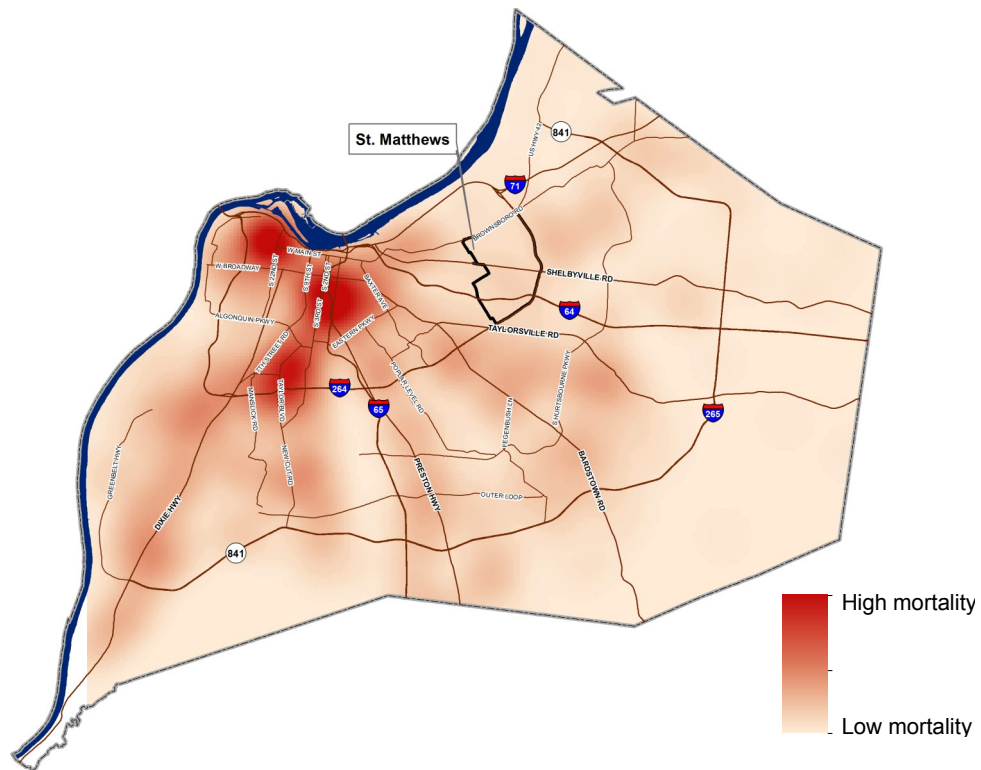 841
US HWY 42
St. Matthews
71
BROWNSBORO RD
W MAIN ST
W BROADWAY
S 22ND ST
S 9TH ST
S 2ND ST
S 3RD ST
BAXTER AVE
SHELBYVILLE RD
64
ALGONQUIN PKWY
EASTERN PKWY
TAYLORSVILLE RD
7TH STREET RD
264
65
265
MANSLICK RD
TAYLOR BLVD
POPLAR LEVEL RD
S HURSTBOURNE PKWY
FEGENBUSH LN
GREENBELT HWY
NEW CUT RD
PRESTON HWY
BARDSTOWN RD
OUTER LOOP
DIXIE HWY
841
High mortality
Low mortality